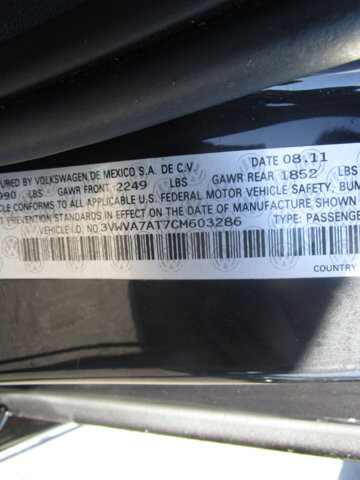 URED BY VOLKSWAGEN DE MEXICO S.A. DE C.V. DATE 08.11
990 LBS GAWR FRONT 2249 LBS GAWR REAR 1852 LBS
LE CONFORMS TO ALL APPLICABLE U.S. FEDERAL MOTOR VEHICLE SAFETY, BUM
T PREVENTION STANDARDS IN EFFECT ON THE DATE OF MANUFACTURE SHOWN
VEHICLE I.D. NO 3VWVA7AT7CM603286 TYPE: PASSENGE
COUNTRY